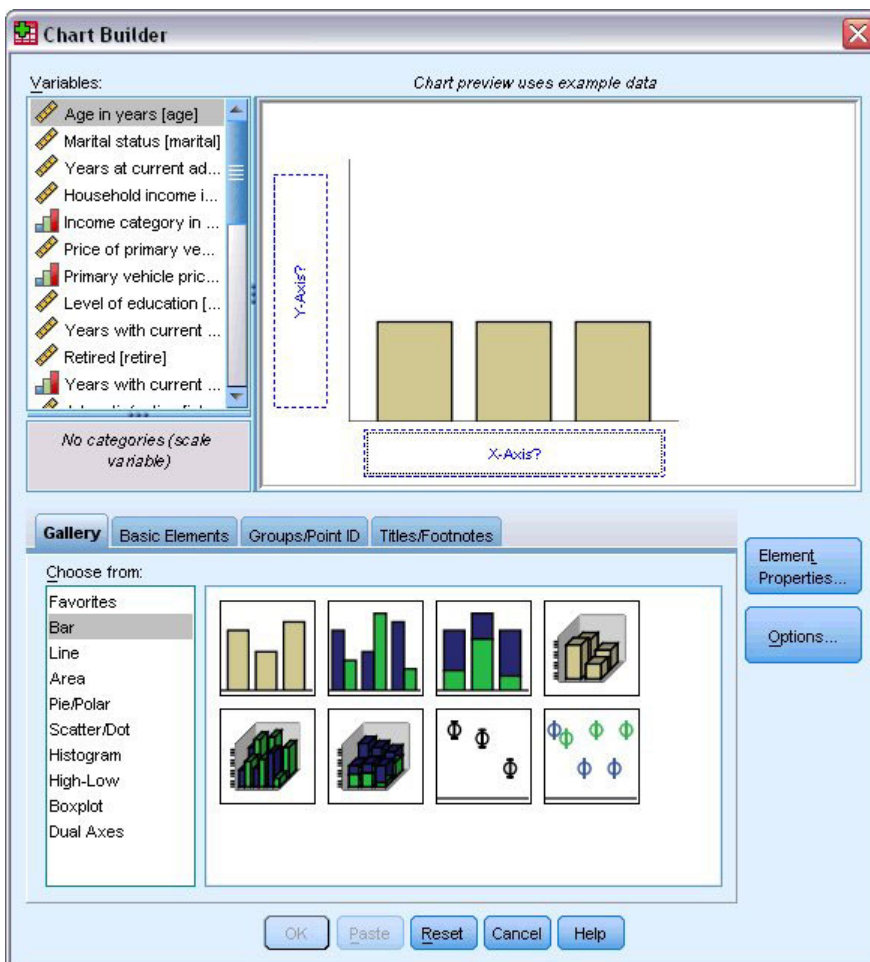 Chart Builder
Variables:
Chart preview uses example data
Age in years [age]
Marital status [marital]
Years at current ad...
Household income i...
Income category in ...
Price of primary ve...
Primary vehicle pric...
Level of education [...
Years with current ...
Retired [retire]
Years with current ...
No categories (scale
variable)
Y-Axis?
X-Axis?
Gallery
Basic Elements
Groups/Point ID
Titles/Footnotes
Choose from:
Favorites
Bar
Line
Area
Pie/Polar
Scatter/Dot
Histogram
High-Low
Boxplot
Dual Axes
Element
Properties...
Options...
OK
Paste
Reset
Cancel
Help